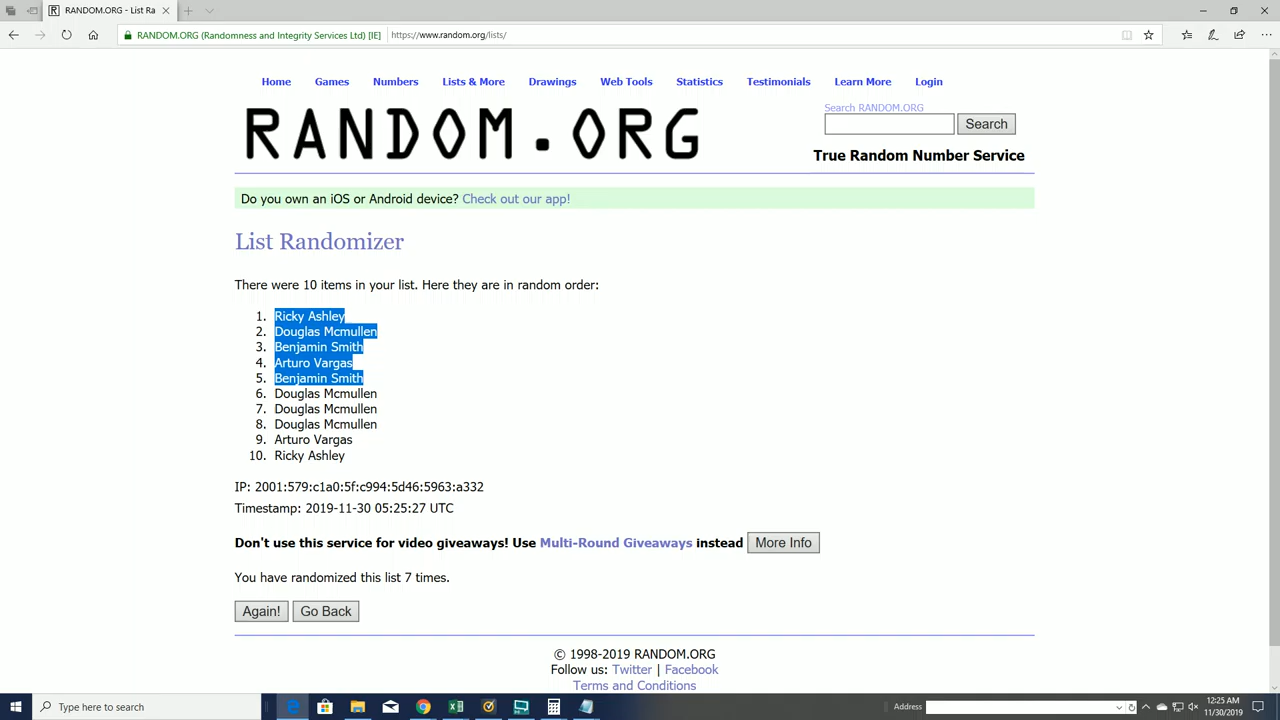 RANDOM.ORG - List Ra
RANDOM.ORG (Randomness and Integrity Services Ltd) [IE]
https://www.random.org/lists/
Home Games Numbers Lists & More Drawings Web Tools Statistics Testimonials Learn More Login
RANDOM.ORG
Search RANDOM.ORG
Search
True Random Number Service
Do you own an iOS or Android device? Check out our app!
List Randomizer
There were 10 items in your list. Here they are in random order:
1. Ricky Ashley
2. Douglas Mcmullen
3. Benjamin Smith
4. Arturo Vargas
5. Benjamin Smith
6. Douglas Mcmullen
7. Douglas Mcmullen
8. Douglas Mcmullen
9. Arturo Vargas
10. Ricky Ashley
IP: 2001:579:c1a0:5f:c994:5d46:5963:a332
Timestamp: 2019-11-30 05:25:27 UTC
Don't use this service for video giveaways! Use Multi-Round Giveaways instead More Info
You have randomized this list 7 times.
Again! Go Back
© 1998-2019 RANDOM.ORG
Follow us: Twitter | Facebook
Terms and Conditions
Type here to search
Address
12:25 AM
11/30/2019